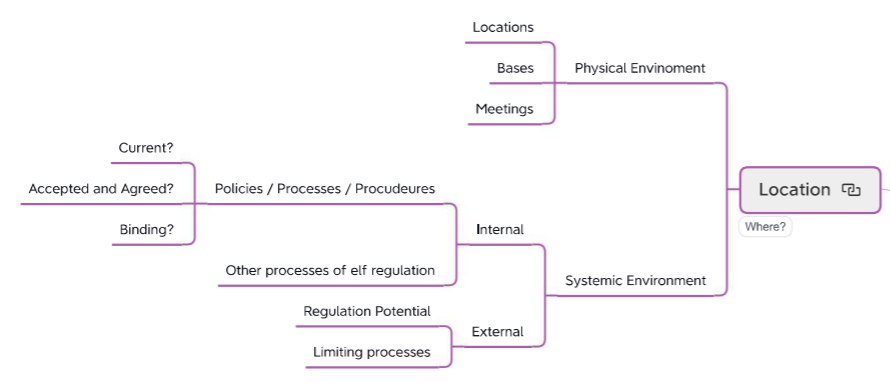 Locations
Bases
Physical Envinoment
Meetings
Current?
Accepted and Agreed?
Policies / Processes / Procudeures
Location
Binding?
Where?
Internal
Other processes of elf regulation
Systemic Environment
Regulation Potential
External
Limiting processes